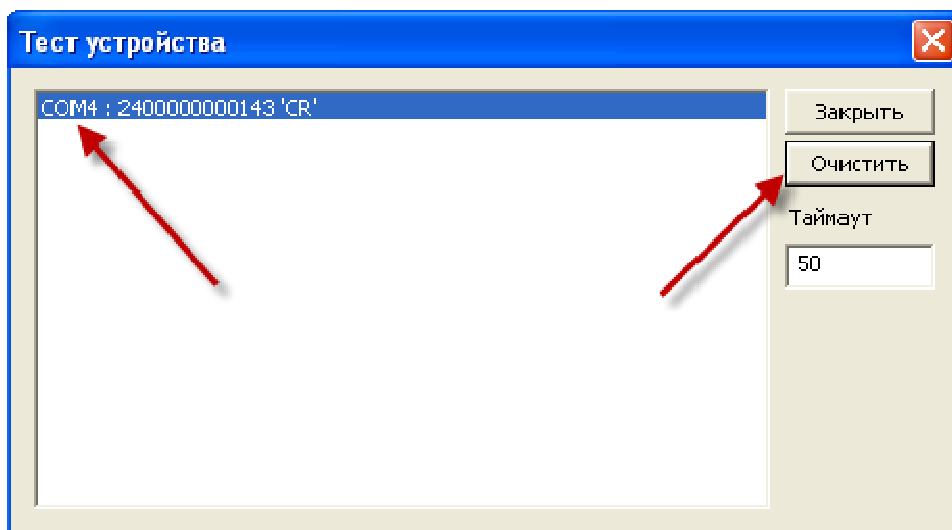 Тест устройства
COM4 : 2400000000143 'CR'
Закрыть
Очистить
Таймаут
50